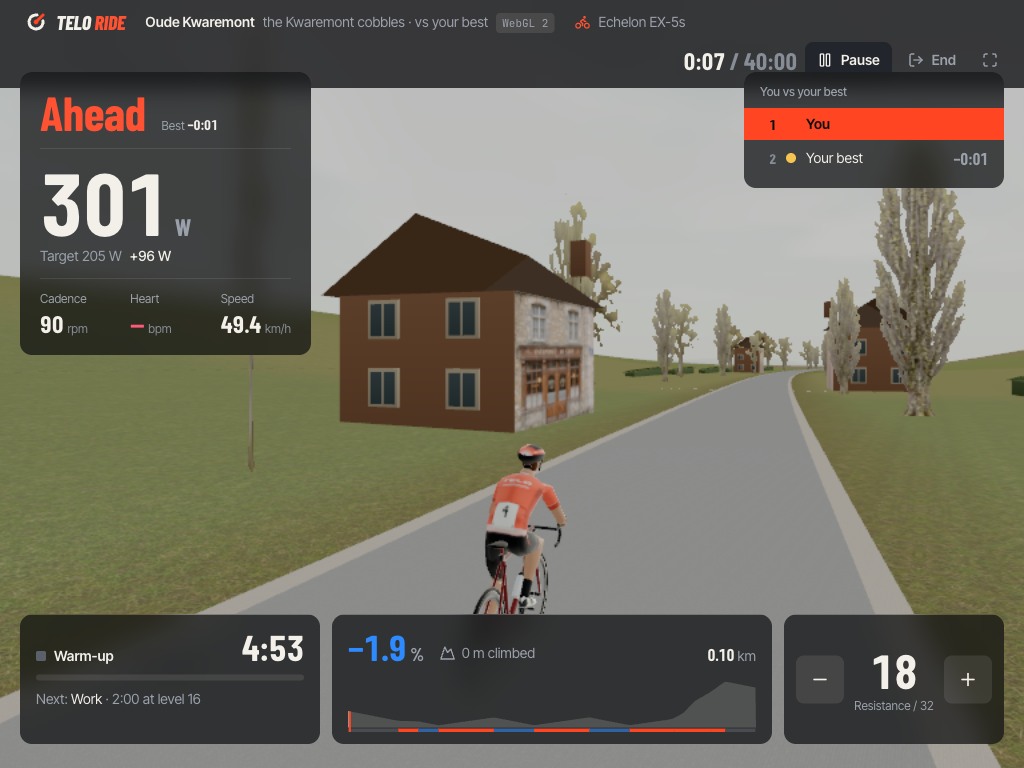 TELO RIDE Oude Kwaremont the Kwaremont cobbles · vs your best WebGL 2 Echelon EX-5s
0:07 / 40:00 Pause End
Ahead Best −0:01
301 W
Target 205 W +96 W
Cadence Heart Speed
90 rpm — bpm 49.4 km/h
You vs your best
1 You
2 Your best −0:01
4
Warm-up 4:53
Next: Work · 2:00 at level 16
−1.9 % 0 m climbed 0.10 km
− 18 +
Resistance / 32